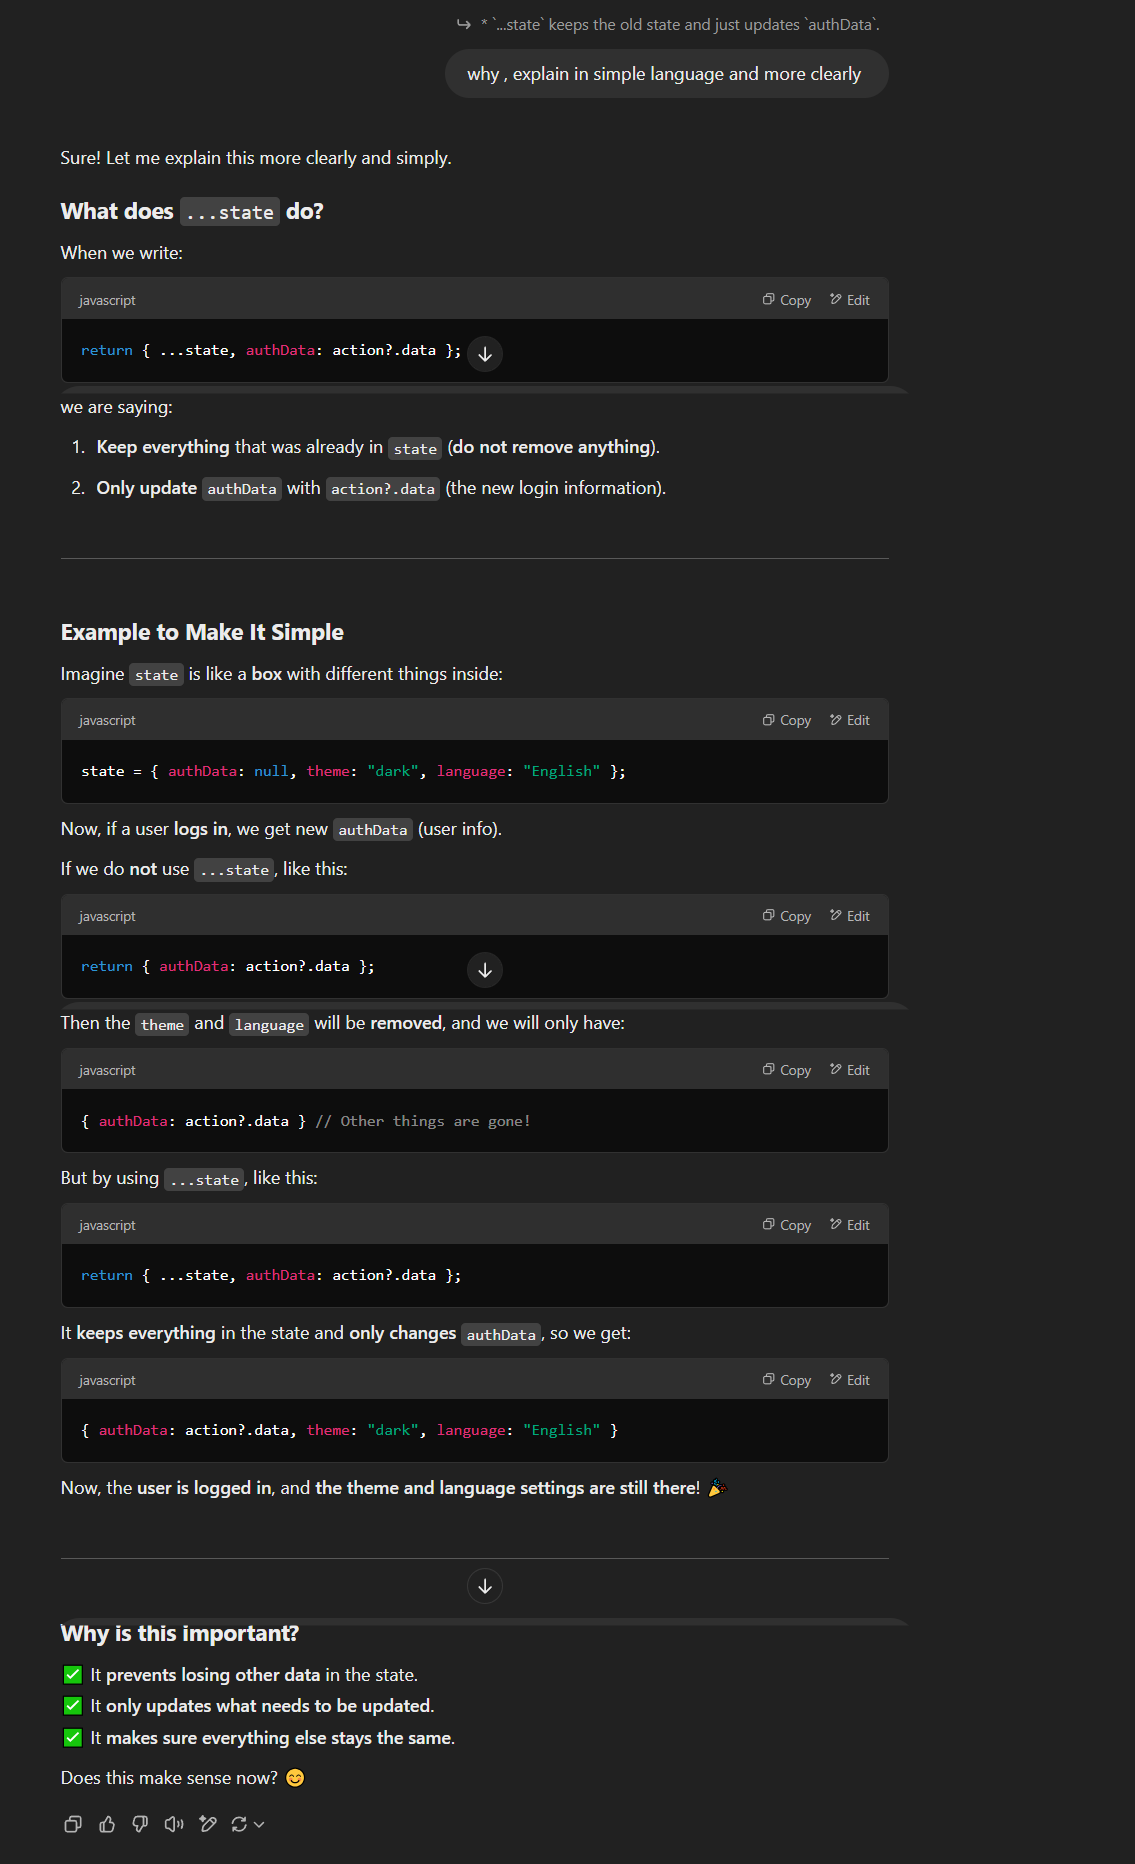 * `...state` keeps the old state and just updates `authData`.
why , explain in simple language and more clearly
Sure! Let me explain this more clearly and simply.
What does ...state do?
When we write:
javascript Copy Edit
return { ...state, authData: action?.data };
we are saying:
1. Keep everything that was already in state (do not remove anything).
2. Only update authData with action?.data (the new login information).
Example to Make It Simple
Imagine state is like a box with different things inside:
javascript Copy Edit
state = { authData: null, theme: "dark", language: "English" };
Now, if a user logs in, we get new authData (user info).
If we do not use ...state, like this:
javascript Copy Edit
return { authData: action?.data };
Then the theme and language will be removed, and we will only have:
javascript Copy Edit
{ authData: action?.data } // Other things are gone!
But by using ...state, like this:
javascript Copy Edit
return { ...state, authData: action?.data };
It keeps everything in the state and only changes authData, so we get:
javascript Copy Edit
{ authData: action?.data, theme: "dark", language: "English" }
Now, the user is logged in, and the theme and language settings are still there! 🎉
Why is this important?
✅ It prevents losing other data in the state.
✅ It only updates what needs to be updated.
✅ It makes sure everything else stays the same.
Does this make sense now? 😊